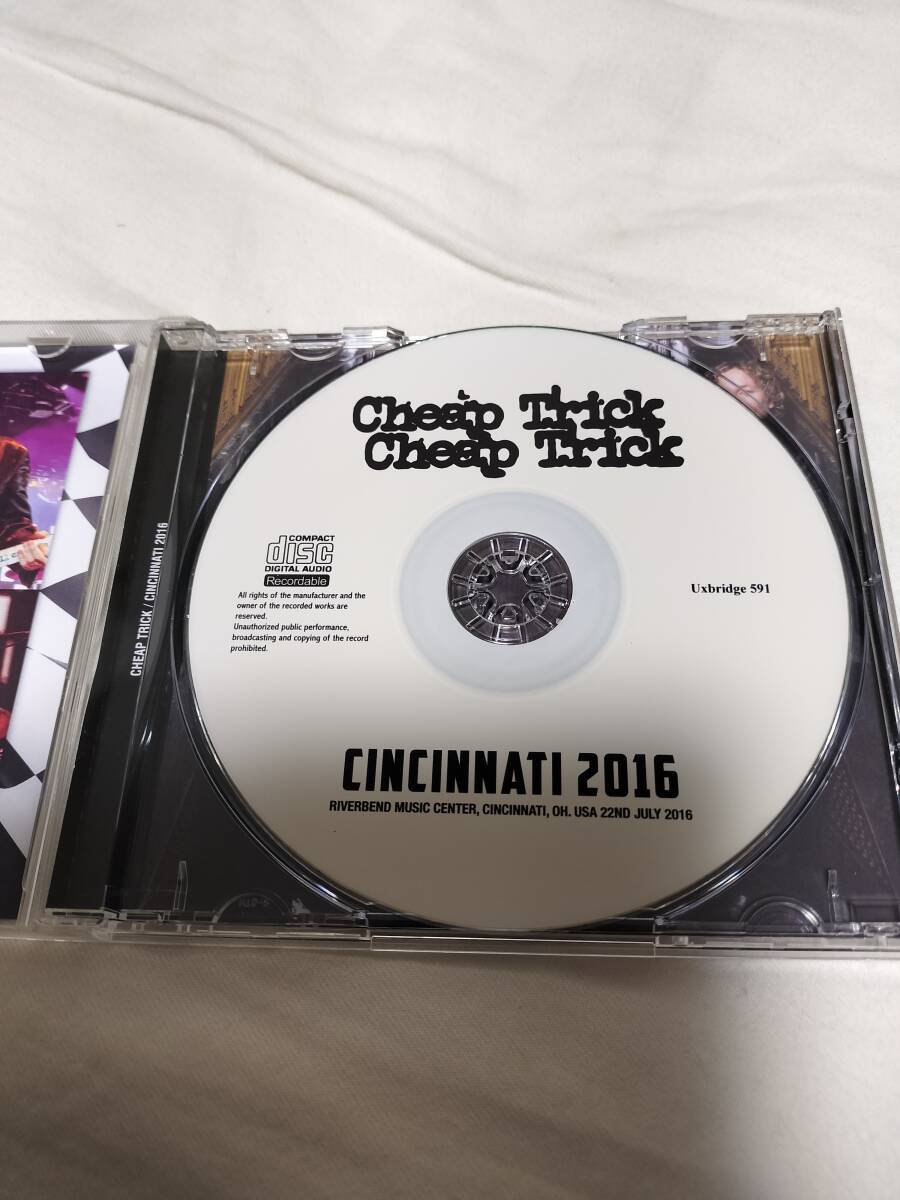 Cheap Trick
Cheap Trick
COMPACT
disc
DIGITAL AUDIO
Recordable
All rights of the manufacturer and the
owner of the recorded works are
reserved.
Unauthorized public performance,
broadcasting and copying of the record
prohibited.
Uxbridge 591
CINCINNATI 2016
RIVERBEND MUSIC CENTER, CINCINNATI, OH. USA 22ND JULY 2016
CHEAP TRICK / CINCINNATI 2016